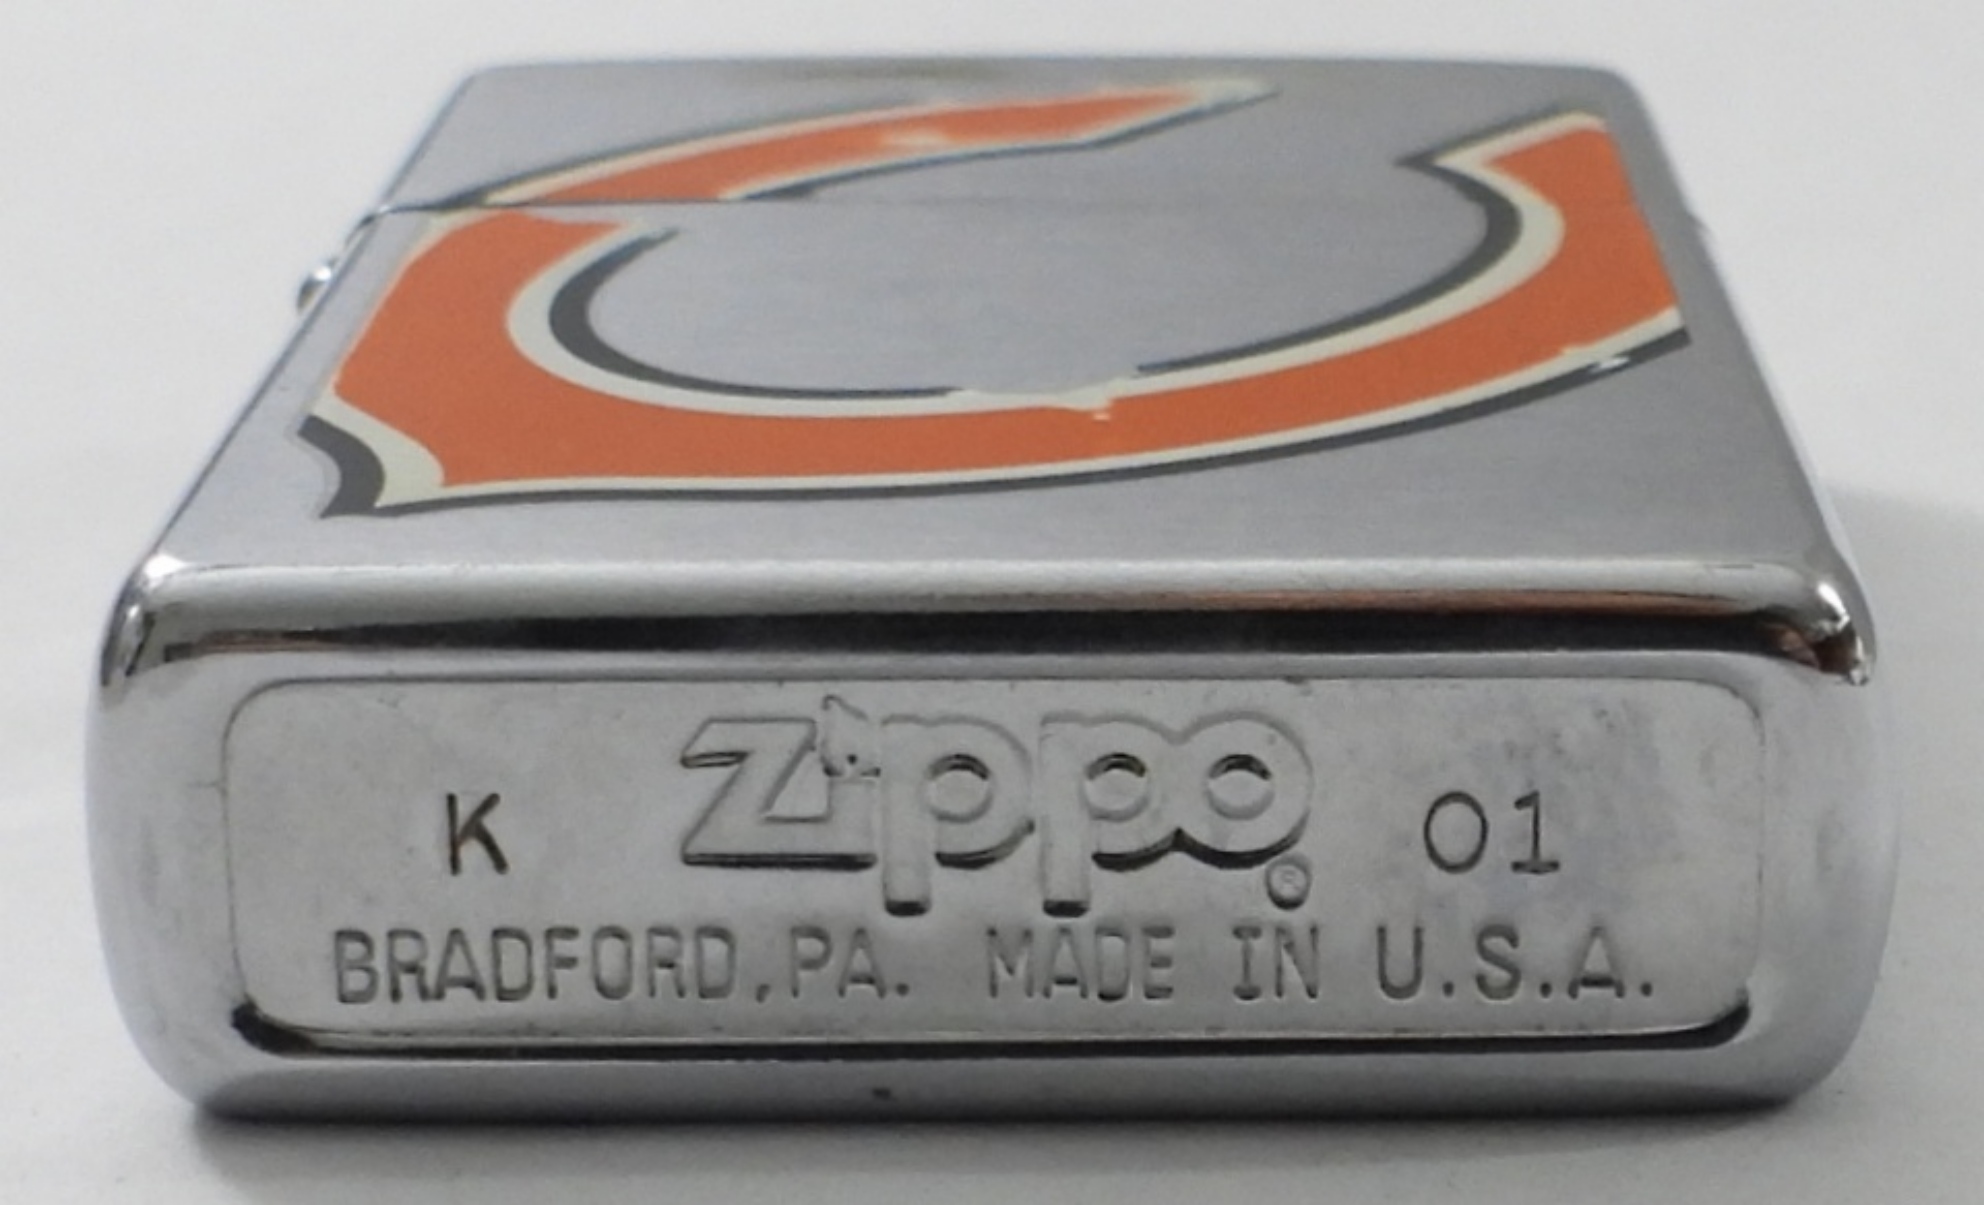 K Zippo® 01
BRADFORD, PA. MADE IN U.S.A.